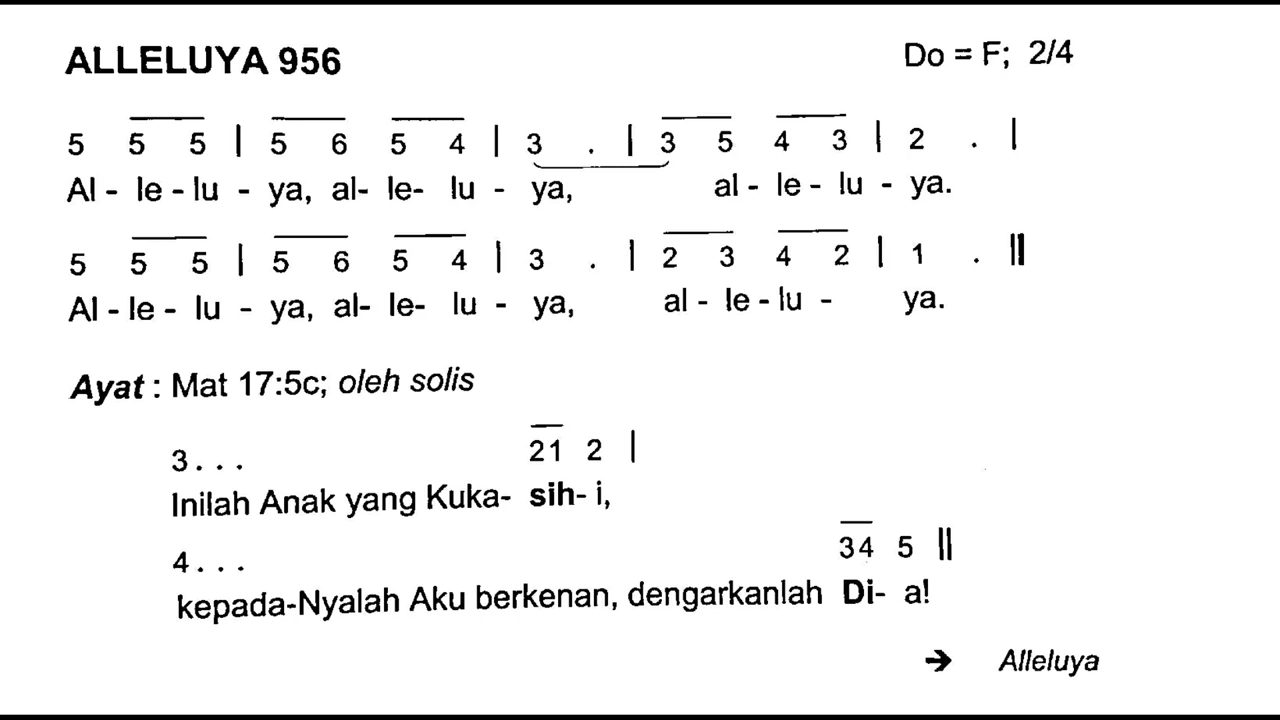 ALLELUYA 956
Do = F; 2/4
5 5 5 | 5 6 5 4 | 3 . | 3 5 4 3 | 2 . |
Al - le - lu - ya, al- le- lu - ya, al - le - lu - ya.
5 5 5 | 5 6 5 4 | 3 . | 2 3 4 2 | 1 . ||
Al - le - lu - ya, al- le- lu - ya, al - le - lu - ya.
Ayat : Mat 17:5c; oleh solis
3 . . . 21 2 |
Inilah Anak yang Kuka- sih- i,
4 . . . 34 5 ||
kepada-Nyalah Aku berkenan, dengarkanlah Di- a!
→ Alleluya